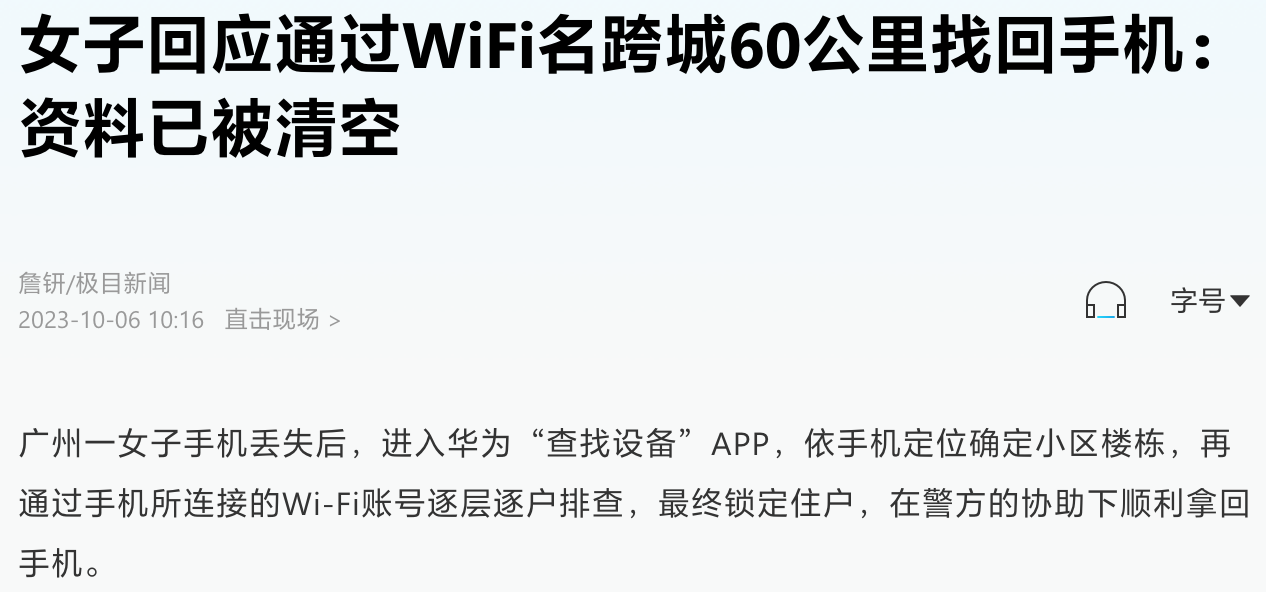 女子回应通过WiFi名跨城60公里找回手机：
资料已被清空
詹钘/极目新闻
2023-10-06 10:16 直击现场 >
字号
广州一女子手机丢失后，进入华为“查找设备”APP，依手机定位确定小区楼栋，再
通过手机所连接的Wi-Fi账号逐层逐户排查，最终锁定住户，在警方的协助下顺利拿回
手机。